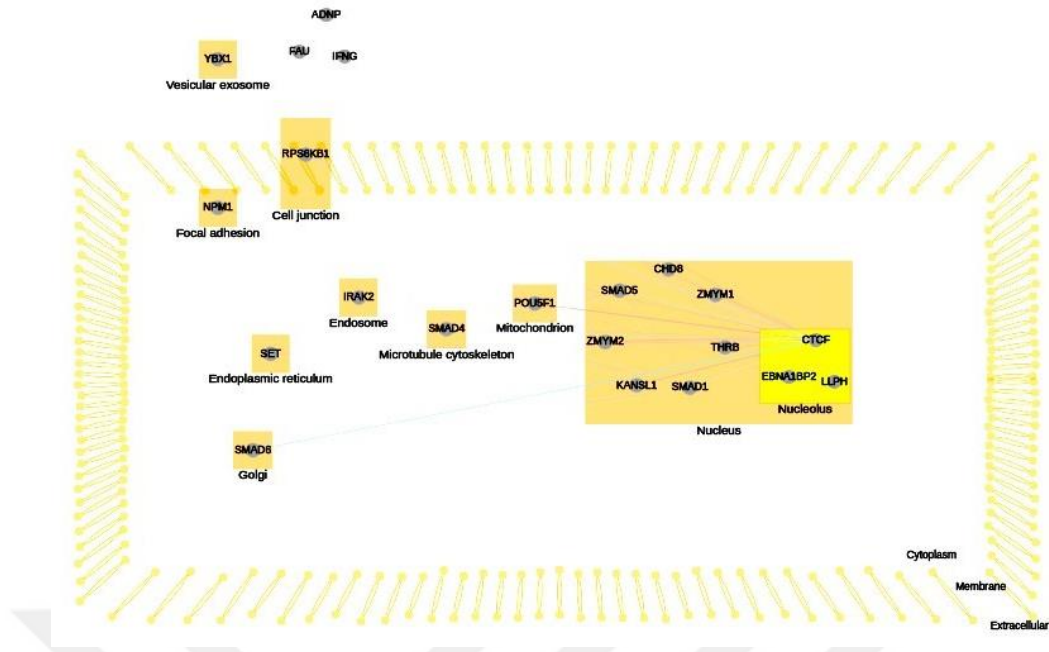 ADNP
FAU
IFNG
YBX1
Vesicular exosome
RPS6KB1
Cell junction
NPM1
Focal adhesion
CHD8
SMAD5
ZMYM1
IRAK2
Endosome
POU5F1
Mitochondrion
SMAD4
Microtubule cytoskeleton
SET
Endoplasmic reticulum
ZMYM2
THRB
CTCF
KANSL1
SMAD1
EBNA1BP2
LLPH
Nucleolus
Nucleus
SMAD6
Golgi
Cytoplasm
Membrane
Extracellular